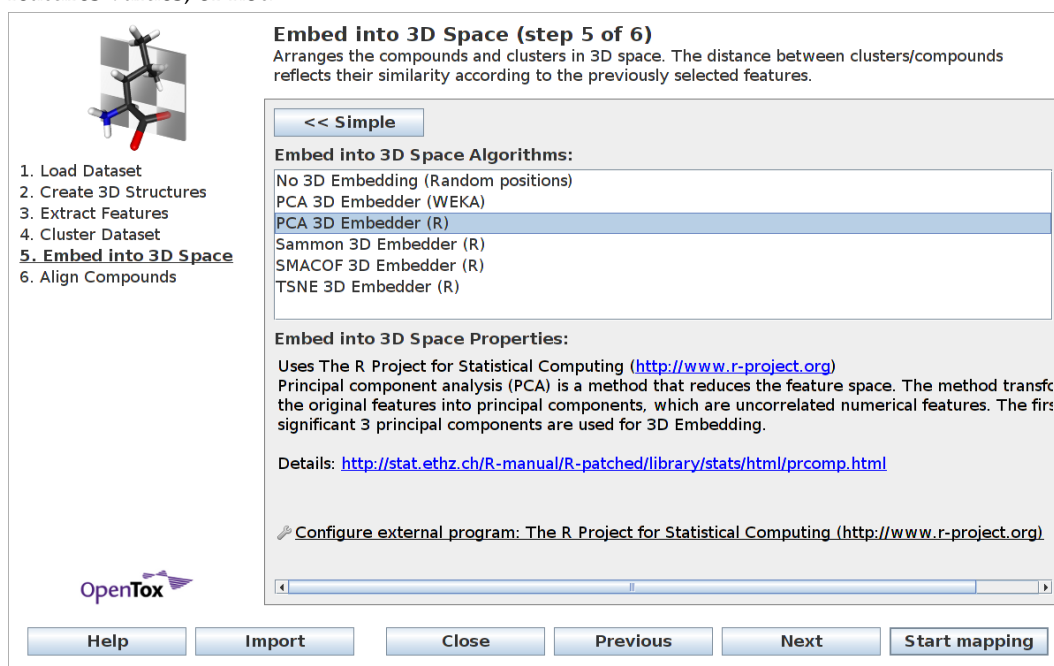 Embed into 3D Space (step 5 of 6)
Arranges the compounds and clusters in 3D space. The distance between clusters/compounds
reflects their similarity according to the previously selected features.
1. Load Dataset
2. Create 3D Structures
3. Extract Features
4. Cluster Dataset
5. Embed into 3D Space
6. Align Compounds
<< Simple
Embed into 3D Space Algorithms:
No 3D Embedding (Random positions)
PCA 3D Embedder (WEKA)
PCA 3D Embedder (R)
Sammon 3D Embedder (R)
SMACOF 3D Embedder (R)
TSNE 3D Embedder (R)
Embed into 3D Space Properties:
Uses The R Project for Statistical Computing (http://www.r-project.org)
Principal component analysis (PCA) is a method that reduces the feature space. The method transfo
the original features into principal components, which are uncorrelated numerical features. The firs
significant 3 principal components are used for 3D Embedding.
Details: http://stat.ethz.ch/R-manual/R-patched/library/stats/html/prcomp.html
Configure external program: The R Project for Statistical Computing (http://www.r-project.org)
OpenTox
Help
Import
Close
Previous
Next
Start mapping